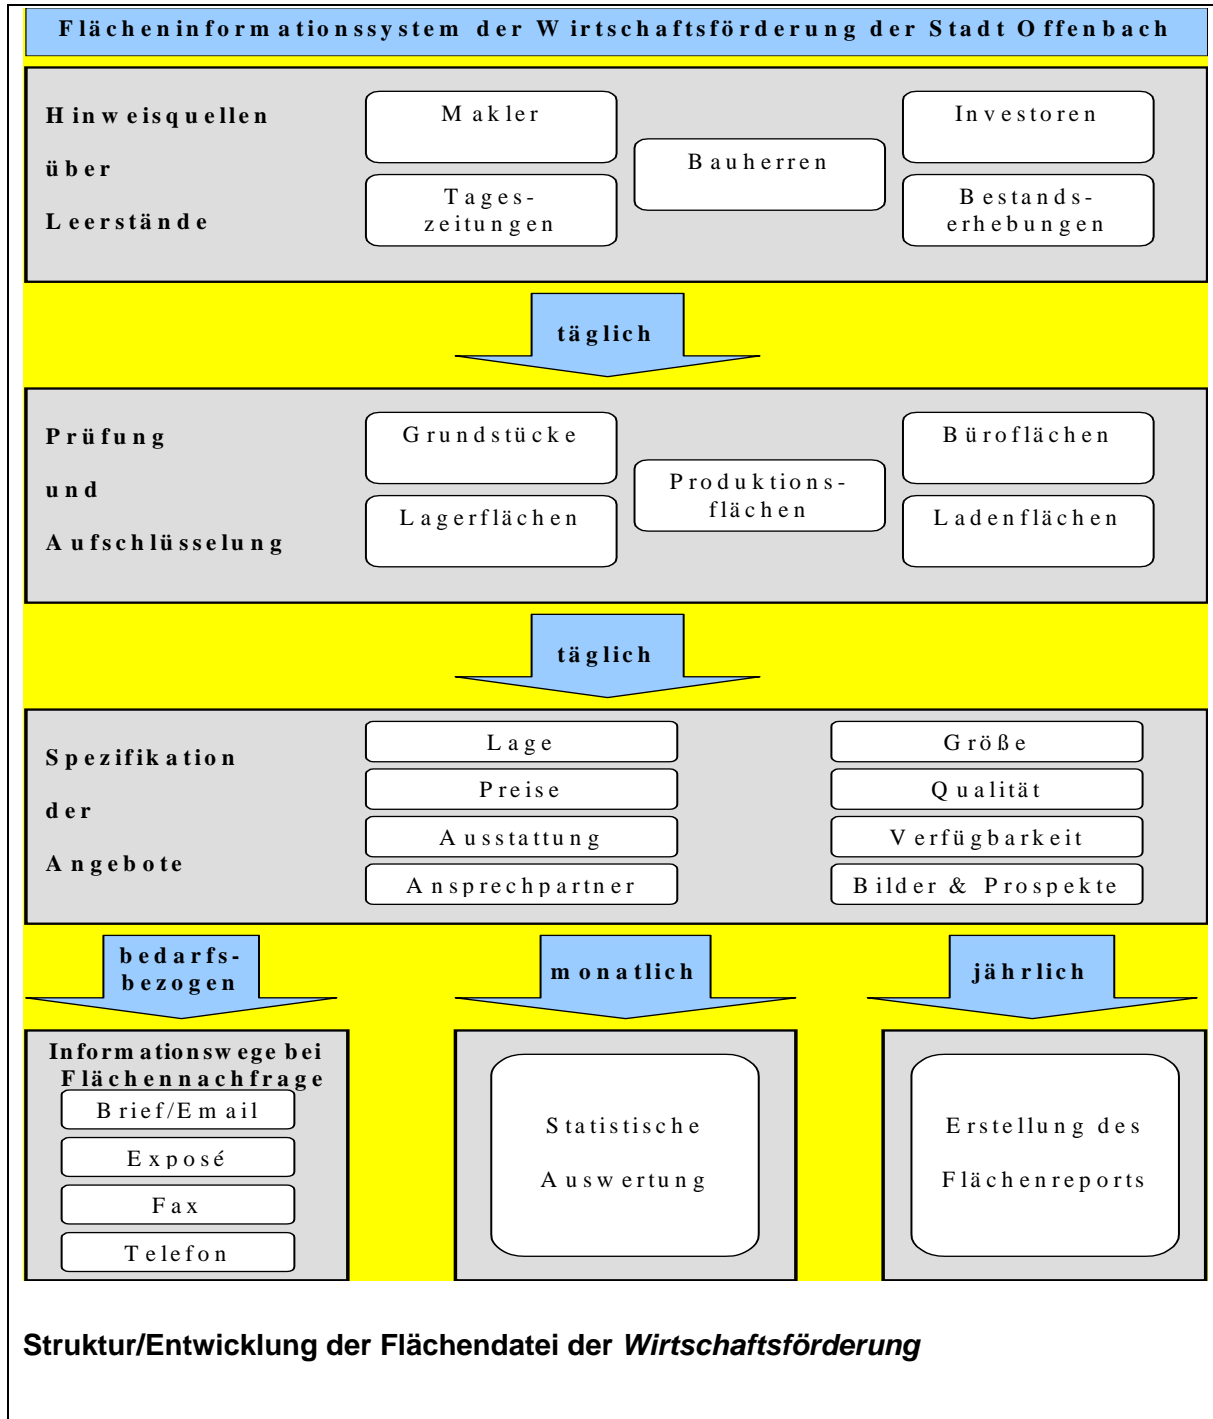 Flächeninformationssystem der Wirtschaftsförderung der Stadt Offenbach
Hinweisquellen
über
Leerstände
Makler
Tages-
zeitungen
Bauherren
Investoren
Bestands-
erhebungen
täglich
Prüfung
und
Aufschlüsselung
Grundstücke
Lagerflächen
Produktions-
flächen
Büroflächen
Ladenflächen
täglich
Spezifikation
der
Angebote
Lage
Preise
Ausstattung
Ansprechpartner
Größe
Qualität
Verfügbarkeit
Bilder & Prospekte
bedarfs-
bezogen
monatlich
jährlich
Informationswege bei
Flächennachfrage
Brief/Email
Exposé
Fax
Telefon
Statistische
Auswertung
Erstellung des
Flächenreports
Struktur/Entwicklung der Flächendatei der Wirtschaftsförderung